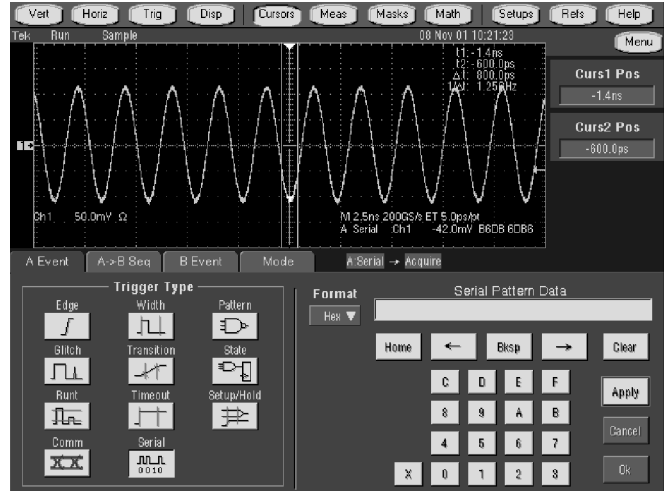 Vert Horiz Trig Disp Cursors Meas Masks Math Setups Refs Help
Tek Run Sample 08 Nov 01 10:21:23
Menu
t1: -1.4ns
t2: -600.0ps
Δt: 800.0ps
1/Δt: 1.25GHz
Curs1 Pos
-1.4ns
Curs2 Pos
-600.0ps
1
Ch1 50.0mV Ω
M 2.5ns 200GS/s ET 5.0ps/pt
A Serial Ch1 -42.0mV B6DB 6DB6
A Event A->B Seq B Event Mode A Serial → Acquire
Trigger Type
Edge Width Pattern
Glitch Transition State
Runt Timeout Setup/Hold
Comm Serial
0010
Format
Hex
Serial Pattern Data
Home ← Bksp → Clear
C D E F
Apply
8 9 A B
4 5 6 7
Cancel
X 0 1 2 3
Ok